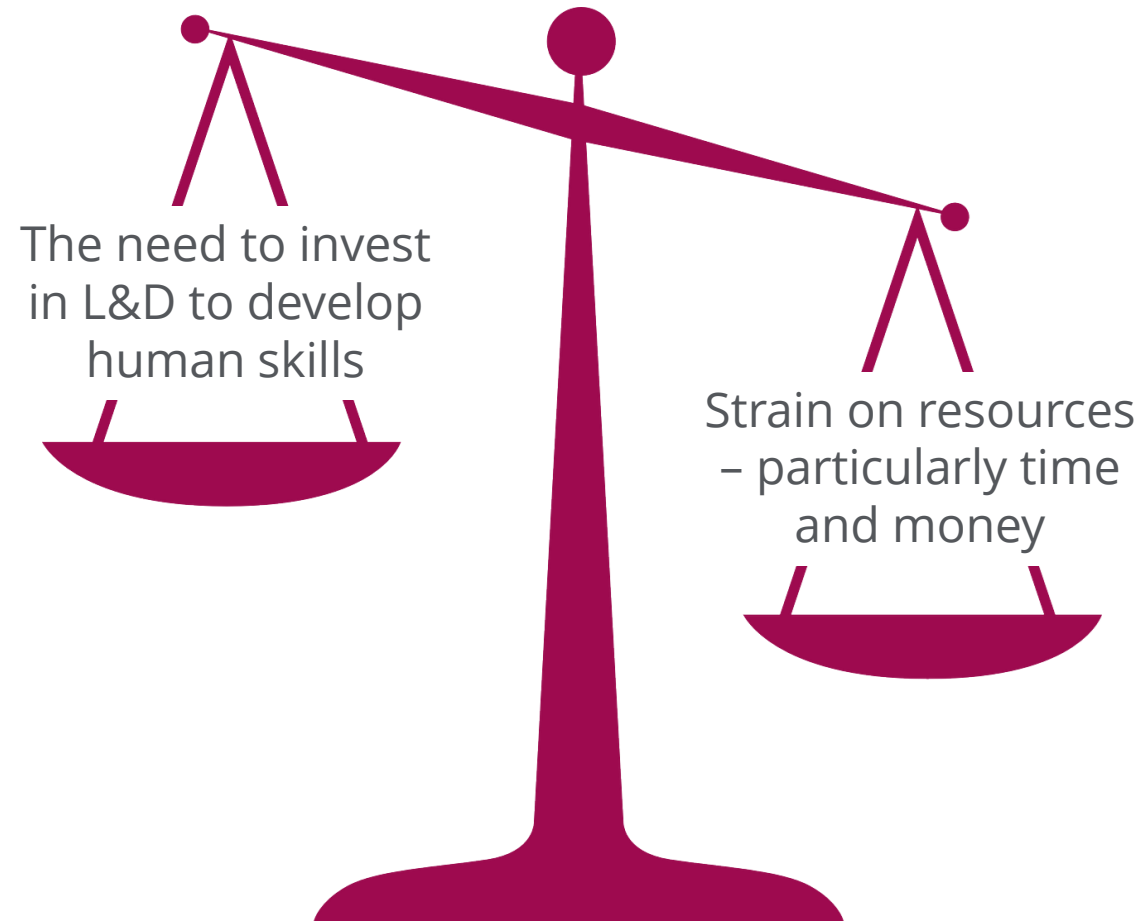 The need to invest
in L&D to develop
human skills
Strain on resources
– particularly time
and money